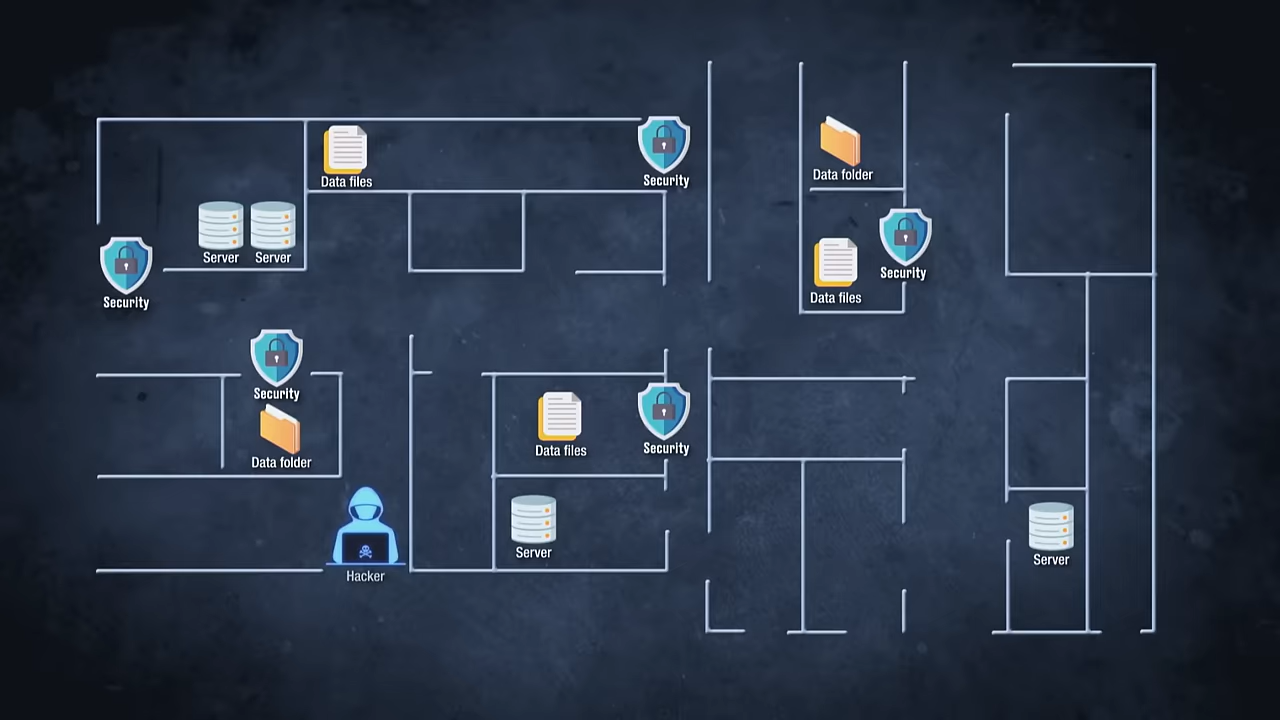 Data files
Security
Data folder
Server
Server
Security
Data files
Security
Security
Data folder
Data files
Security
Server
Server
Hacker